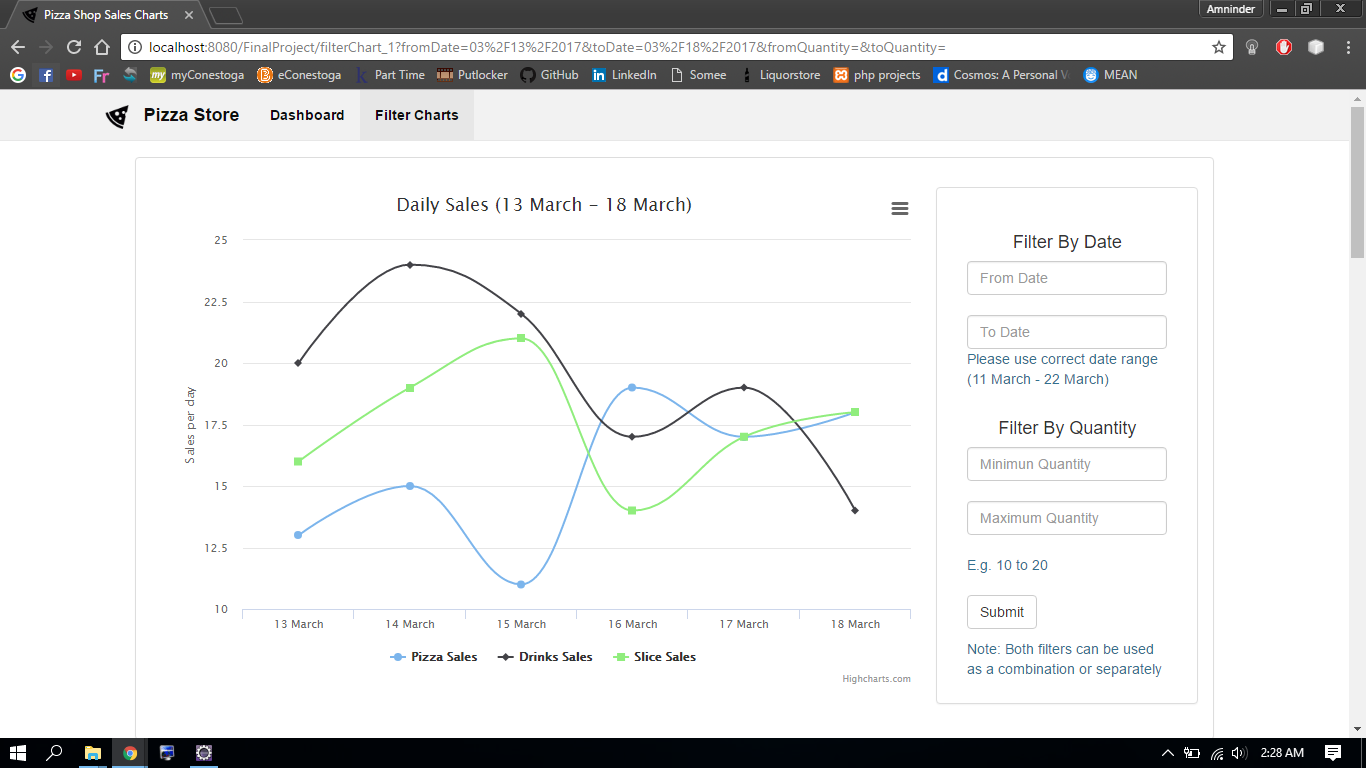 Pizza Shop Sales Charts
Amninder
localhost:8080/FinalProject/filterChart_1?fromDate=03%2F13%2F2017&toDate=03%2F18%2F2017&fromQuantity=&toQuantity=
myConestoga eConestoga Part Time Putlocker GitHub LinkedIn Somee Liquorstore php projects Cosmos: A Personal V MEAN
Pizza Store Dashboard Filter Charts
Daily Sales (13 March - 18 March)
25
22.5
20
17.5
15
12.5
10
Sales per day
13 March 14 March 15 March 16 March 17 March 18 March
Pizza Sales Drinks Sales Slice Sales
Highcharts.com
Filter By Date
From Date
To Date
Please use correct date range
(11 March - 22 March)
Filter By Quantity
Minimun Quantity
Maximum Quantity
E.g. 10 to 20
Submit
Note: Both filters can be used
as a combination or separately
2:28 AM